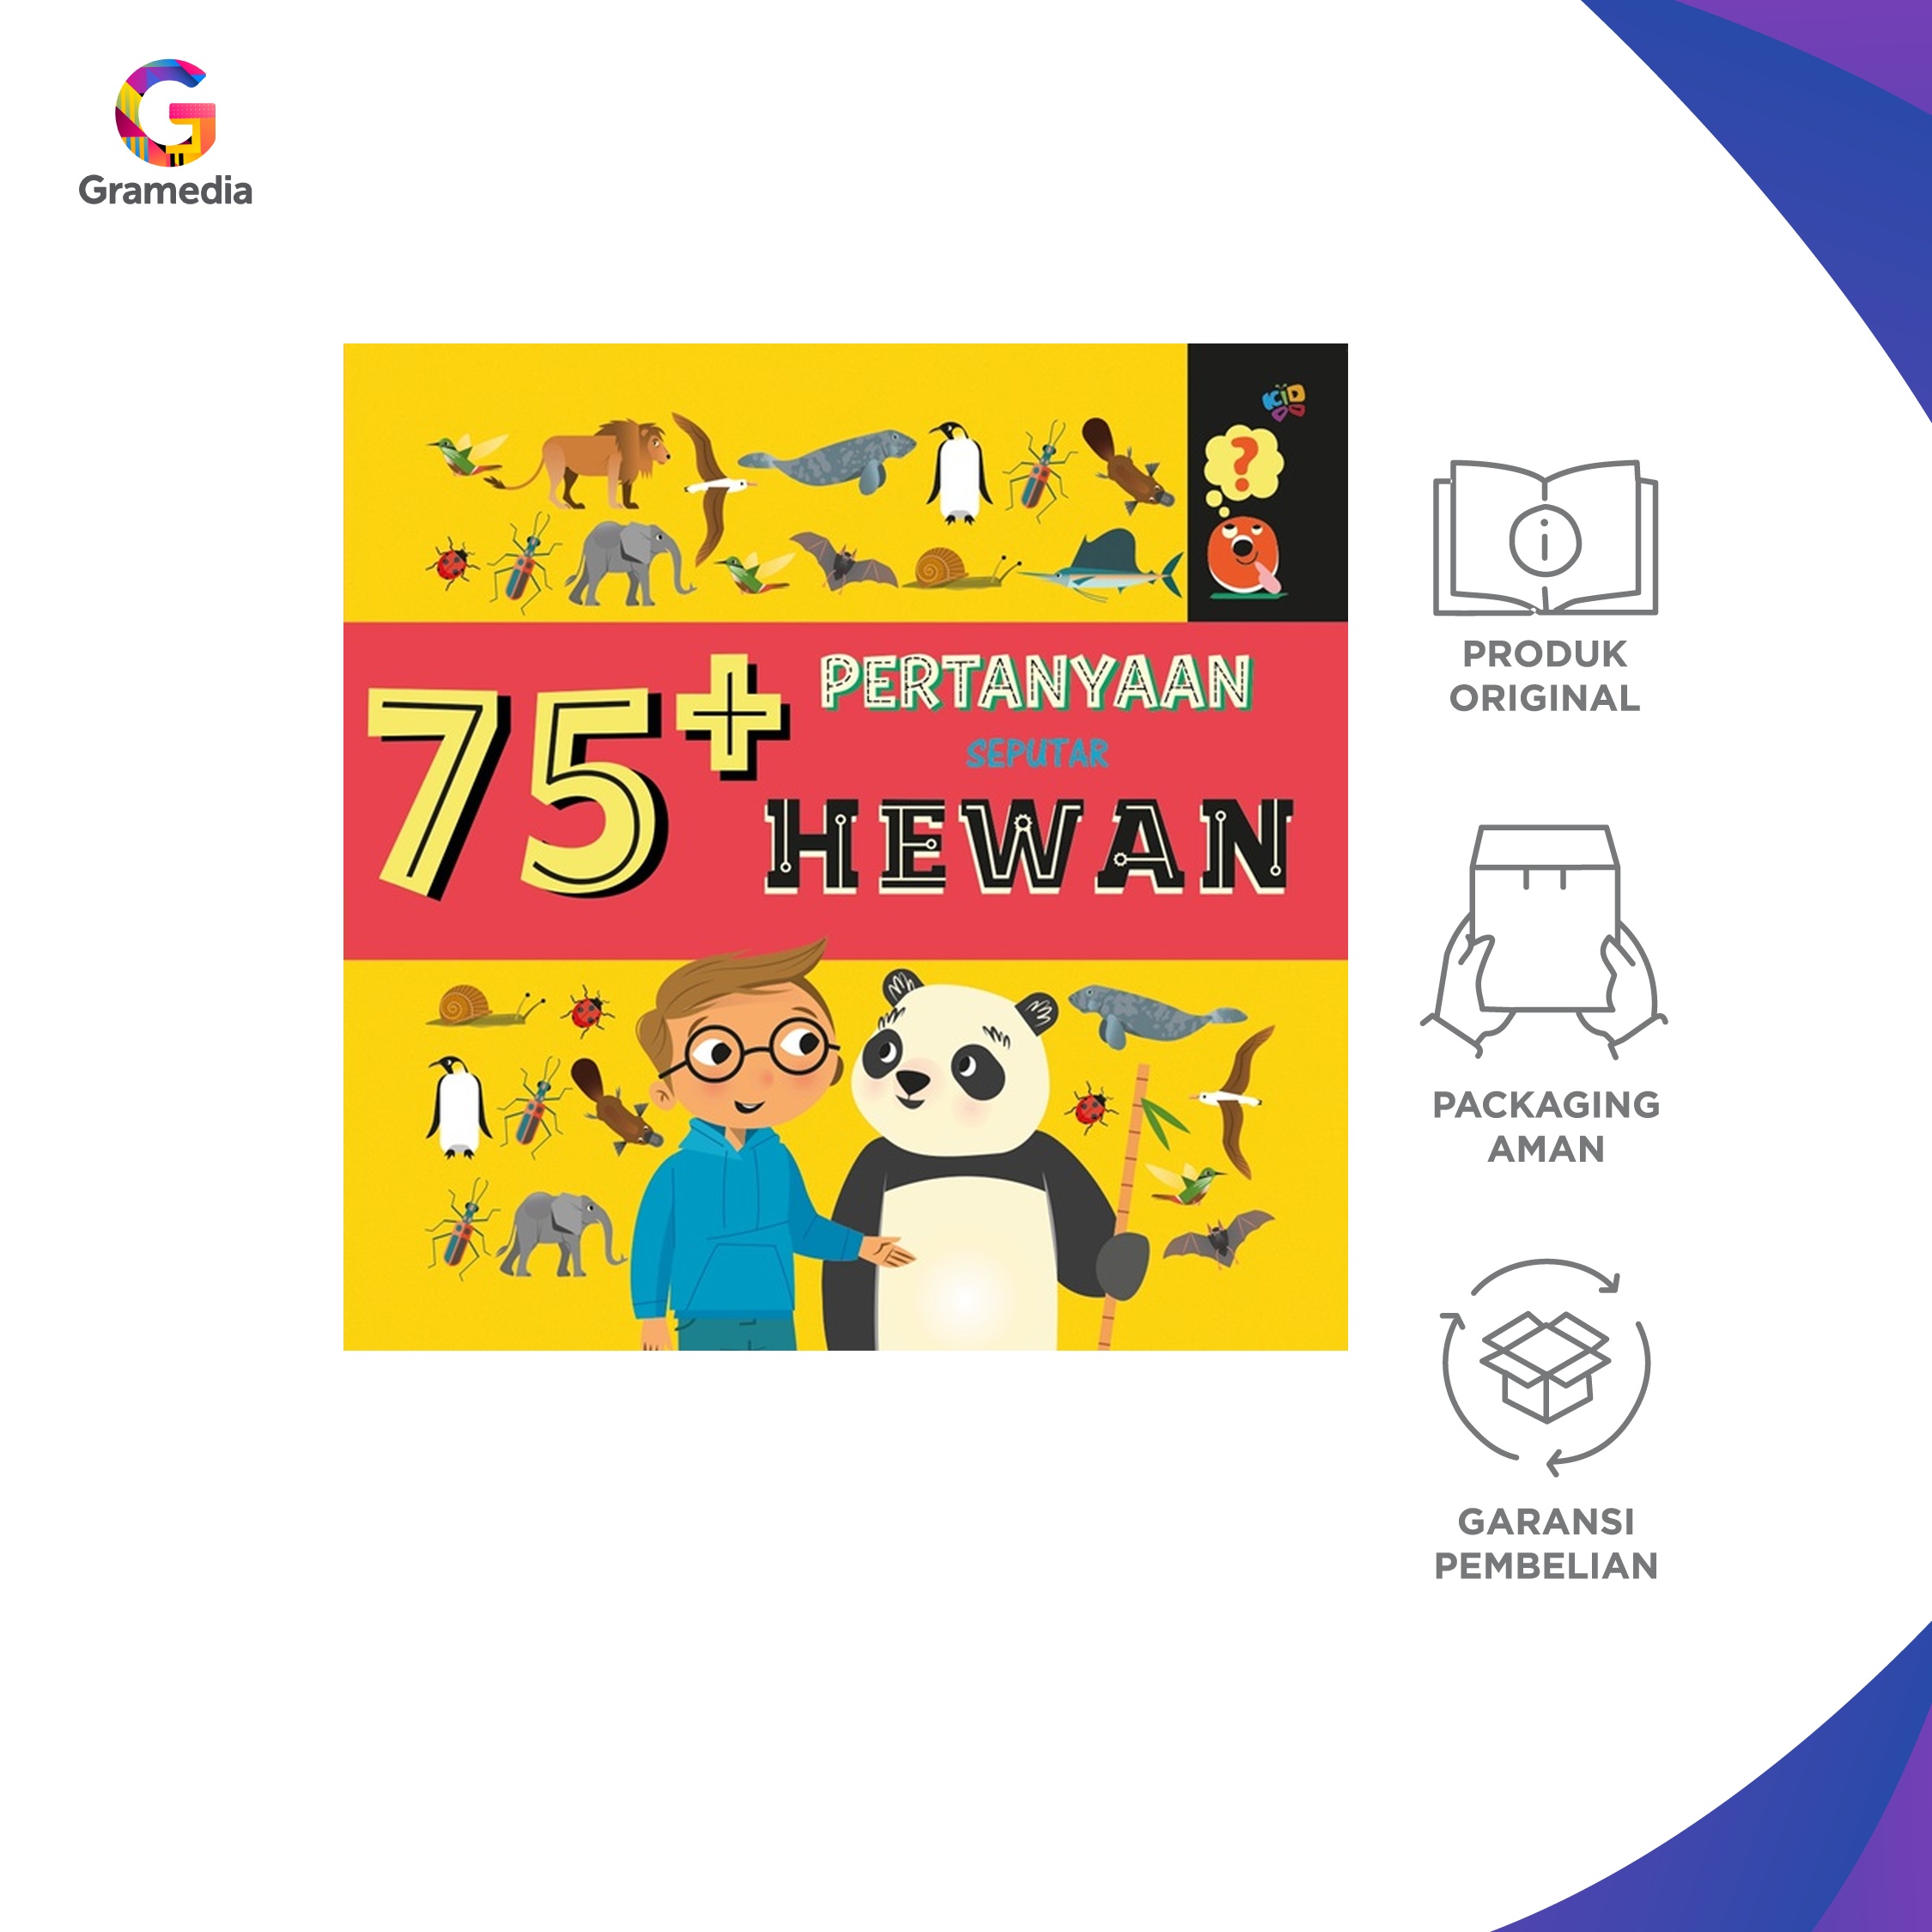 Gramedia
KiD
?
75+
PERTANYAAN
SEPUTAR
HEWAN
i
PRODUK
ORIGINAL
PACKAGING
AMAN
GARANSI
PEMBELIAN